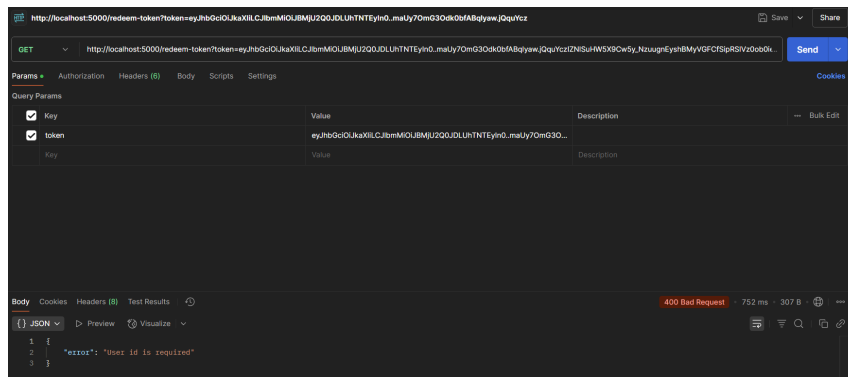 http://localhost:5000/redeem-token?token=eyJhbGciOiJkaXIiLCJlbmMiOiJBMjU2Q0JDLUhTNTEyIn0..maUy7OmG3Odk0bfABqlyaw.jQquYcz
Save
Share
GET
http://localhost:5000/redeem-token?token=eyJhbGciOiJkaXIiLCJlbmMiOiJBMjU2Q0JDLUhTNTEyIn0..maUy7OmG3Odk0bfABqlyaw.jQquYczIZNISuHW5X9Cw5y_NzuugnEyshBMyVGFCfSipRSIVz0ob0ix...
Send
Params
Authorization
Headers (6)
Body
Scripts
Settings
Cookies
Query Params
Key
Value
Description
Bulk Edit
token
eyJhbGciOiJkaXIiLCJlbmMiOiJBMjU2Q0JDLUhTNTEyIn0..maUy7OmG3O...
Key
Value
Description
Body
Cookies
Headers (8)
Test Results
400 Bad Request
752 ms
307 B
{} JSON
Preview
Visualize
1 {
2 "error": "User id is required"
3 }